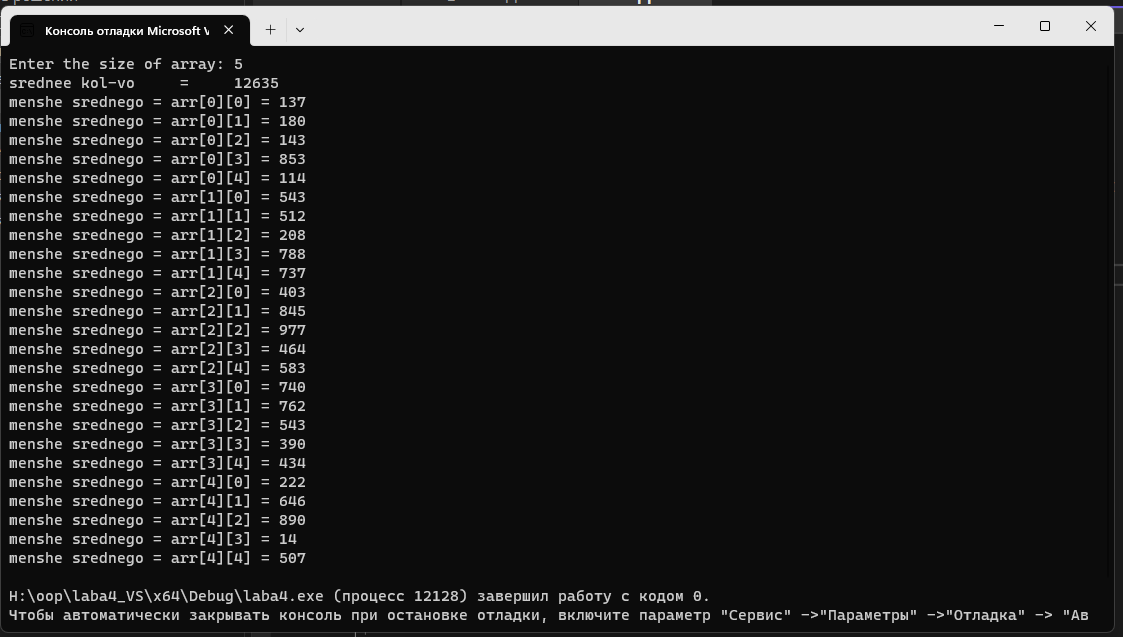 Консоль отладки Microsoft V
Enter the size of array: 5
srednee kol-vo     =     12635
menshe srednego = arr[0][0] = 137
menshe srednego = arr[0][1] = 180
menshe srednego = arr[0][2] = 143
menshe srednego = arr[0][3] = 853
menshe srednego = arr[0][4] = 114
menshe srednego = arr[1][0] = 543
menshe srednego = arr[1][1] = 512
menshe srednego = arr[1][2] = 208
menshe srednego = arr[1][3] = 788
menshe srednego = arr[1][4] = 737
menshe srednego = arr[2][0] = 403
menshe srednego = arr[2][1] = 845
menshe srednego = arr[2][2] = 977
menshe srednego = arr[2][3] = 464
menshe srednego = arr[2][4] = 583
menshe srednego = arr[3][0] = 740
menshe srednego = arr[3][1] = 762
menshe srednego = arr[3][2] = 543
menshe srednego = arr[3][3] = 390
menshe srednego = arr[3][4] = 434
menshe srednego = arr[4][0] = 222
menshe srednego = arr[4][1] = 646
menshe srednego = arr[4][2] = 890
menshe srednego = arr[4][3] = 14
menshe srednego = arr[4][4] = 507
H:\oop\laba4_VS\x64\Debug\laba4.exe (процесс 12128) завершил работу с кодом 0.
Чтобы автоматически закрывать консоль при остановке отладки, включите параметр "Сервис" ->"Параметры" ->"Отладка" -> "Ав